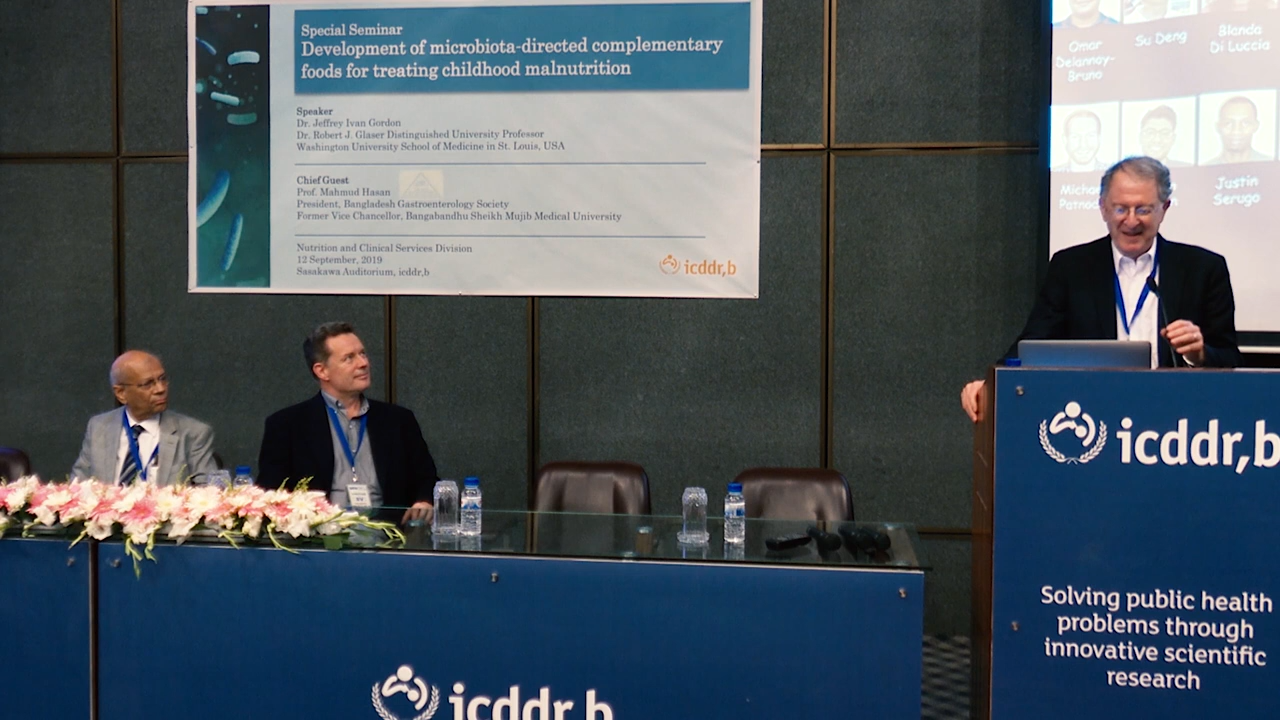 Special Seminar
Development of microbiota-directed complementary
foods for treating childhood malnutrition
Speaker
Dr. Jeffrey Ivan Gordon
Dr. Robert J. Glaser Distinguished University Professor
Washington University School of Medicine in St. Louis, USA
Chief Guest
Prof. Mahmud Hasan
President, Bangladesh Gastroenterology Society
Former Vice Chancellor, Bangabandhu Sheikh Mujib Medical University
Nutrition and Clinical Services Division
12 September, 2019
Sasakawa Auditorium, icddr,b
icddr,b
Omar
Delannoy-
Bruno
Su Deng
Blanda
Di Luccia
Justin
Serugo
icddr,b
Solving public health
problems through
innovative scientific
research
icddr,b